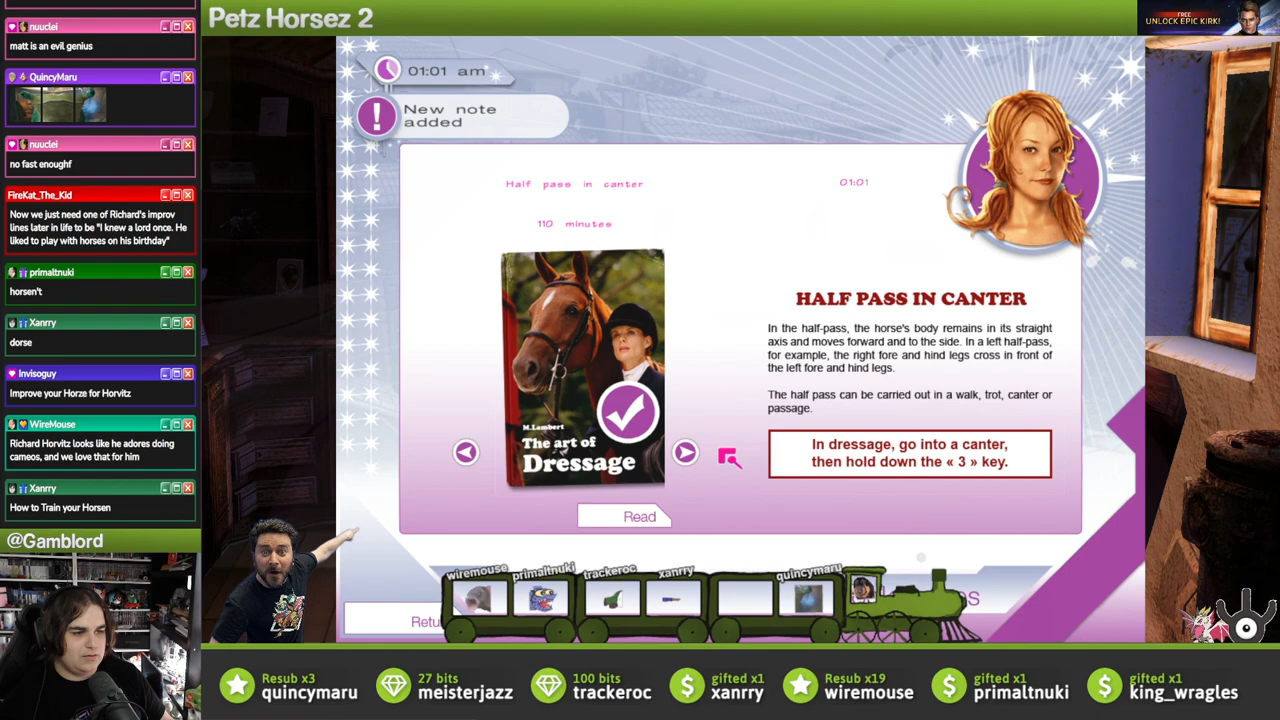 Petz Horsez 2
FREE
UNLOCK EPIC KIRK!
nuuclei
matt is an evil genius
QuincyMaru
nuuclei
no fast enoughf
FireKat_The_Kid
Now we just need one of Richard's improv
lines later in life to be "I knew a lord once. He
liked to play with horses on his birthday"
primaltnuki
horsen't
Xanrry
dorse
Invisoguy
Improve your Horze for Horvitz
WireMouse
Richard Horvitz looks like he adores doing
cameos, and we love that for him
Xanrry
How to Train your Horsen
@Gamblord
01:01 am
New note
added
Half pass in canter
01:01
110 minutes
M.Lambert
The art of
Dressage
Read
HALF PASS IN CANTER
In the half-pass, the horse's body remains in its straight
axis and moves forward and to the side. In a left half-pass,
for example, the right fore and hind legs cross in front of
the left fore and hind legs.
The half pass can be carried out in a walk, trot, canter or
passage.
In dressage, go into a canter,
then hold down the « 3 » key.
wiremouse
primaltnuki
trackeroc
xanrry
quincymaru
Resub x3
quincymaru
27 bits
meisterjazz
100 bits
trackeroc
gifted x1
xanrry
Resub x19
wiremouse
gifted x1
primaltnuki
gifted x1
king_wragles